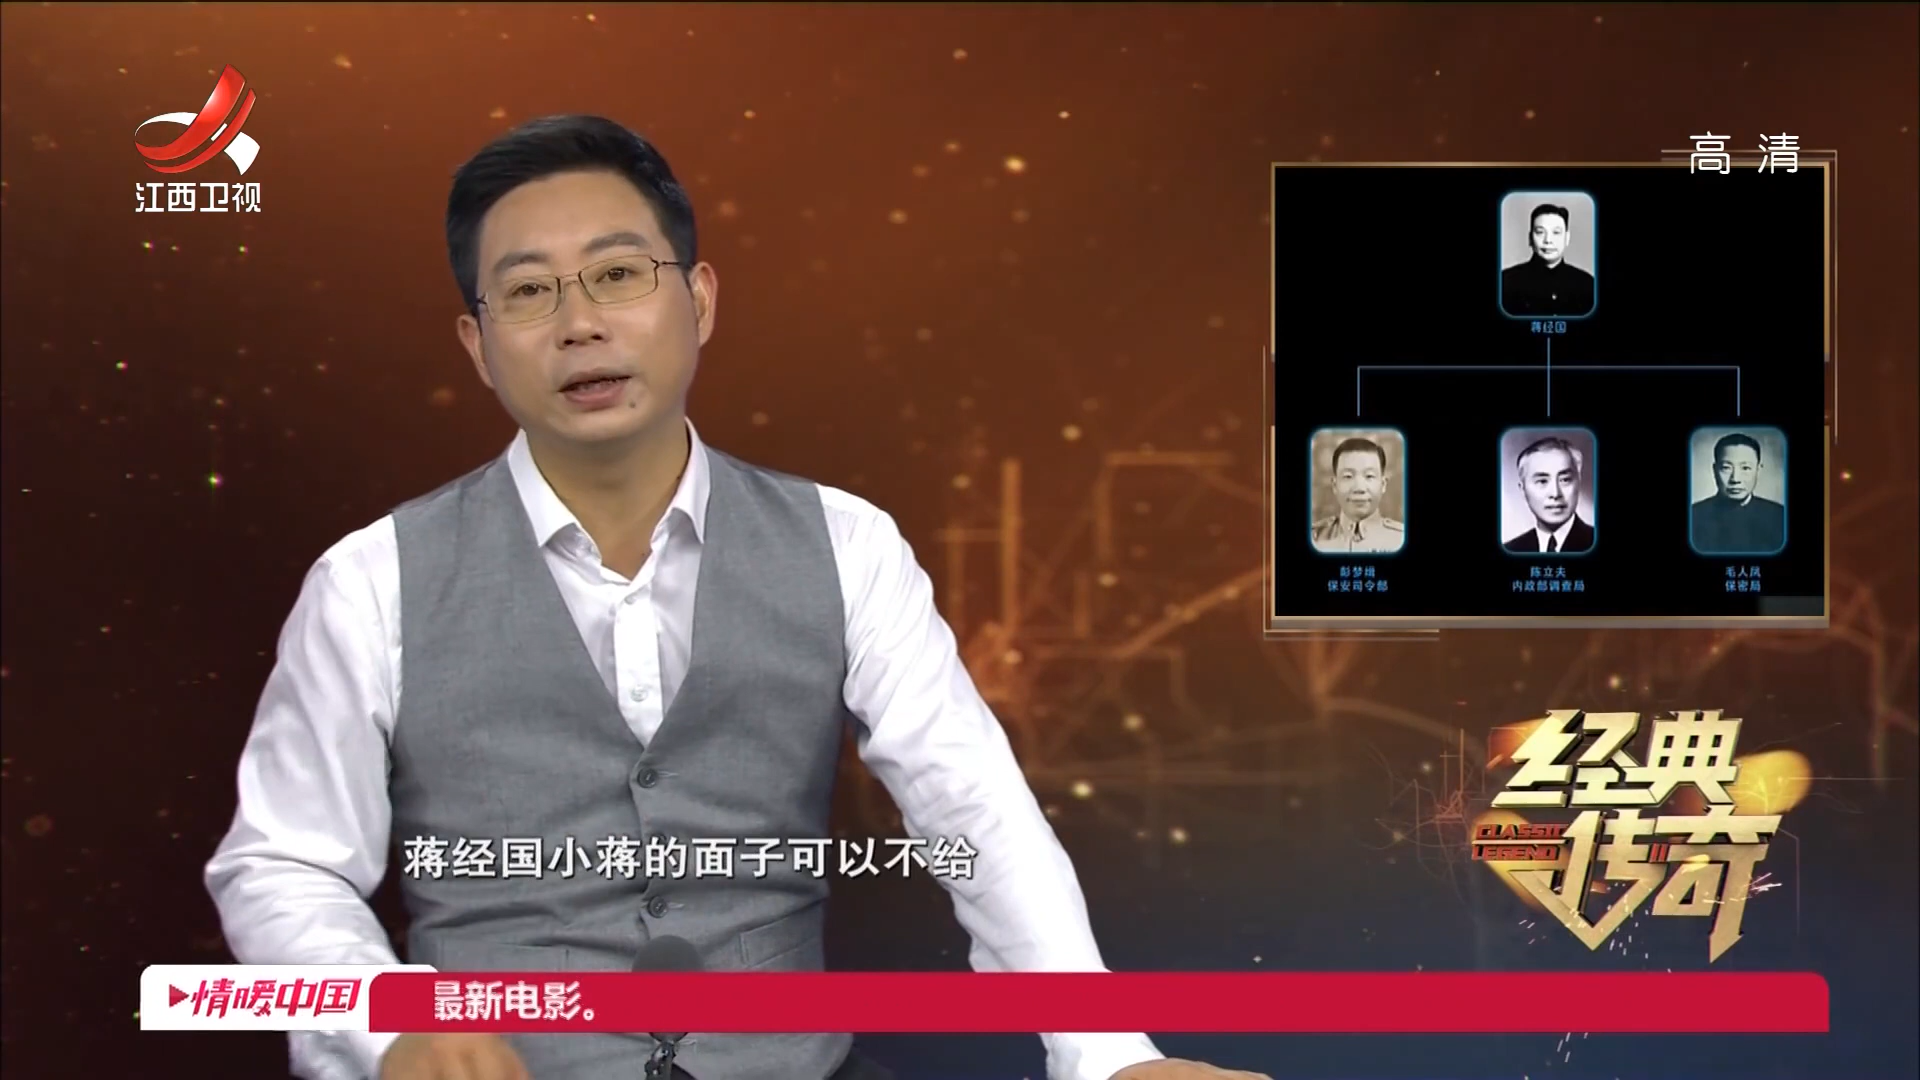 江西卫视
高清
蒋经国
彭梦缉
保安司令部
陈立夫
内政部调查局
毛人凤
保密局
经典
CLASSIC
LEGEND
传奇
蒋经国小蒋的面子可以不给
情暖中国
最新电影。